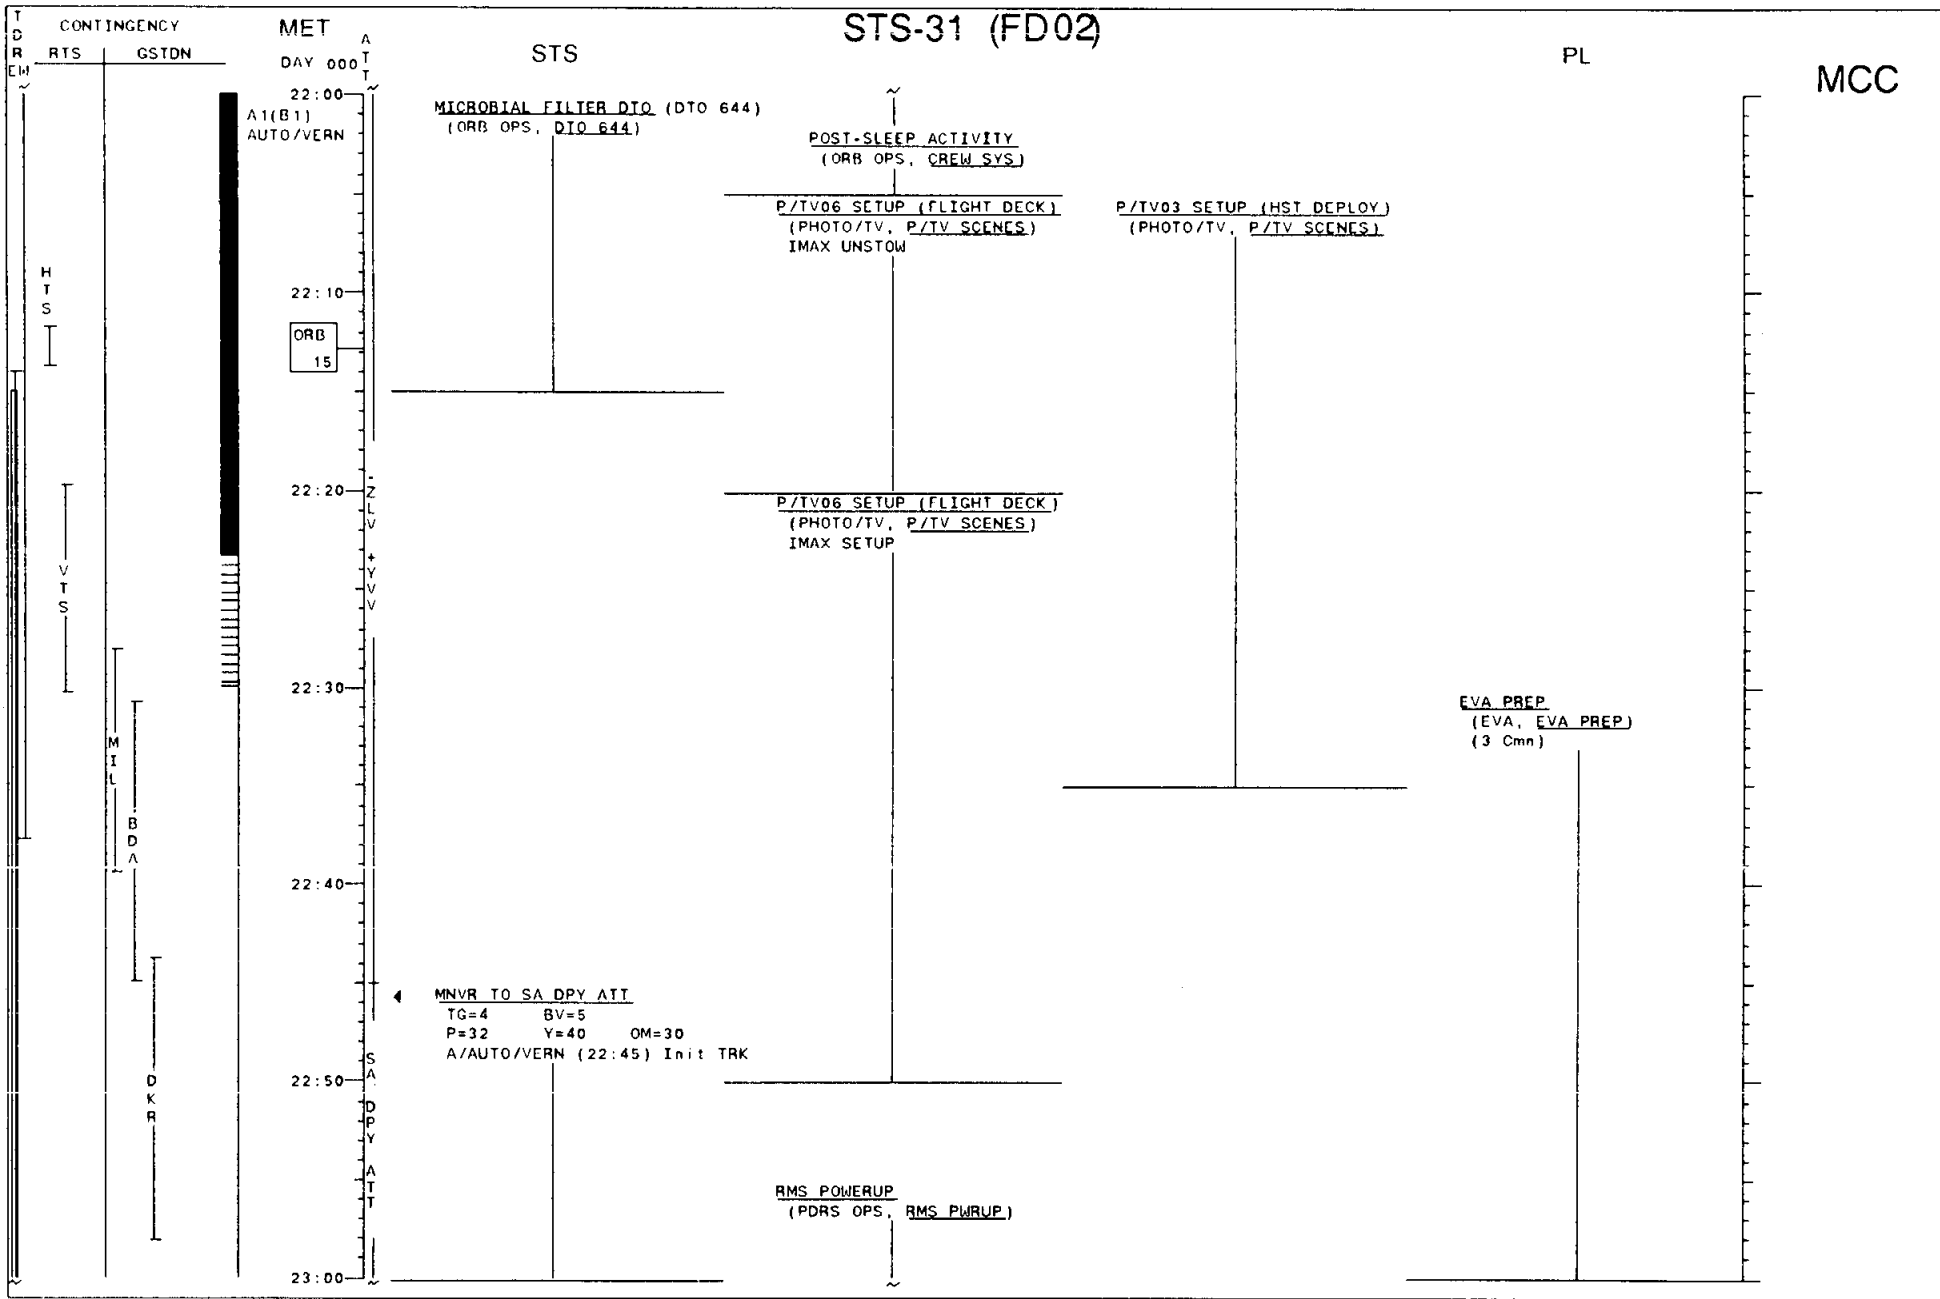 STS-31 (FD02)
TDR
EW
CONTINGENCY
RTS
GSTDN
MET
DAY 000
ATT
STS
PL
MCC
22:00
A1(B1)
AUTO/VERN
MICROBIAL FILTER DTO (DTO 644)
(ORB OPS, DTO 644)
POST-SLEEP ACTIVITY
(ORB OPS, CREW SYS)
P/TV06 SETUP (FLIGHT DECK)
(PHOTO/TV, P/TV SCENES)
IMAX UNSTOW
P/TV03 SETUP (HST DEPLOY)
(PHOTO/TV, P/TV SCENES)
HTS
22:10
ORB
15
22:20
-ZLV +YVV
P/TV06 SETUP (FLIGHT DECK)
(PHOTO/TV, P/TV SCENES)
IMAX SETUP
VTS
22:30
MIL
BDA
EVA PREP
(EVA, EVA PREP)
(3 Cmn)
22:40
MNVR TO SA DPY ATT
TG=4 BV=5
P=32 Y=40 OM=30
A/AUTO/VERN (22:45) Init TRK
22:50
DKR
SA DPY ATT
RMS POWERUP
(PDRS OPS, RMS PWRUP)
23:00